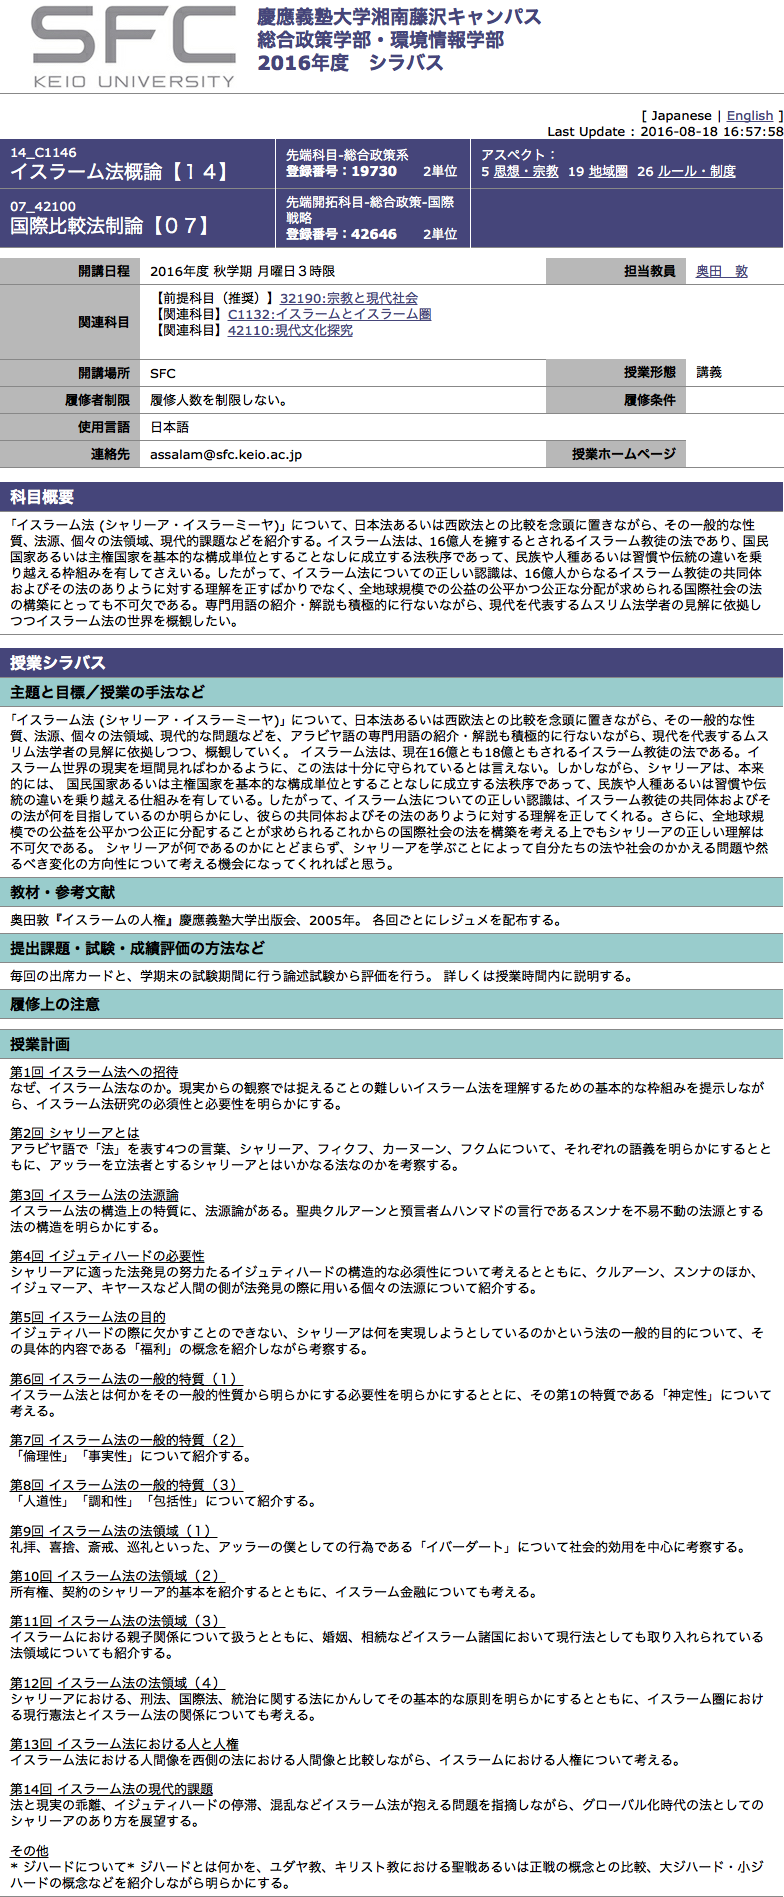 SFC
KEIO UNIVERSITY
慶應義塾大学湘南藤沢キャンパス
総合政策学部・環境情報学部
2016年度　シラバス
[ Japanese | English ]
Last Update : 2016-08-18 16:57:58
14_C1146
イスラーム法概論【１４】
先端科目-総合政策系
登録番号：19730 2単位
アスペクト：
5 思想・宗教 19 地域圏 26 ルール・制度
07_42100
国際比較法制論【０７】
先端開拓科目-総合政策-国際
戦略
登録番号：42646 2単位
開講日程 2016年度 秋学期 月曜日３時限 担当教員 奥田　敦
関連科目
【前提科目（推奨）】32190:宗教と現代社会
【関連科目】C1132:イスラームとイスラーム圏
【関連科目】42110:現代文化探究
開講場所 SFC 授業形態 講義
履修者制限 履修人数を制限しない。 履修条件
使用言語 日本語
連絡先 assalam@sfc.keio.ac.jp 授業ホームページ
科目概要
「イスラーム法 (シャリーア・イスラーミーヤ)」について、日本法あるいは西欧法との比較を念頭に置きながら、その一般的な性
質、法源、個々の法領域、現代的課題などを紹介する。イスラーム法は、16億人を擁するとされるイスラーム教徒の法であり、国民
国家あるいは主権国家を基本的な構成単位とすることなしに成立する法秩序であって、民族や人種あるいは習慣や伝統の違いを乗
り越える枠組みを有してさえいる。したがって、イスラーム法についての正しい認識は、16億人からなるイスラーム教徒の共同体
およびその法のありように対する理解を正すばかりでなく、全地球規模での公益の公平かつ公正な分配が求められる国際社会の法
の構築にとっても不可欠である。専門用語の紹介・解説も積極的に行ないながら、現代を代表するムスリム法学者の見解に依拠し
つつイスラーム法の世界を概観したい。
授業シラバス
主題と目標／授業の手法など
「イスラーム法 (シャリーア・イスラーミーヤ)」について、日本法あるいは西欧法との比較を念頭に置きながら、その一般的な性
質、法源、個々の法領域、現代的な問題などを、アラビヤ語の専門用語の紹介・解説も積極的に行ないながら、現代を代表するムス
リム法学者の見解に依拠しつつ、概観していく。 イスラーム法は、現在16億とも18億ともされるイスラーム教徒の法である。イ
スラーム世界の現実を垣間見ればわかるように、この法は十分に守られているとは言えない。しかしながら、シャリーアは、本来
的には、 国民国家あるいは主権国家を基本的な構成単位とすることなしに成立する法秩序であって、民族や人種あるいは習慣や伝
統の違いを乗り越える仕組みを有している。したがって、イスラーム法についての正しい認識は、イスラーム教徒の共同体およびそ
の法が何を目指しているのか明らかにし、彼らの共同体およびその法のありように対する理解を正してくれる。さらに、全地球規
模での公益を公平かつ公正に分配することが求められるこれからの国際社会の法を構築を考える上でもシャリーアの正しい理解は
不可欠である。 シャリーアが何であるのかにとどまらず、シャリーアを学ぶことによって自分たちの法や社会のかかえる問題や然
るべき変化の方向性について考える機会になってくれればと思う。
教材・参考文献
奥田敦『イスラームの人権』慶應義塾大学出版会、2005年。 各回ごとにレジュメを配布する。
提出課題・試験・成績評価の方法など
毎回の出席カードと、学期末の試験期間に行う論述試験から評価を行う。 詳しくは授業時間内に説明する。
履修上の注意
授業計画
第1回 イスラーム法への招待
なぜ、イスラーム法なのか。現実からの観察では捉えることの難しいイスラーム法を理解するための基本的な枠組みを提示しなが
ら、イスラーム法研究の必須性と必要性を明らかにする。
第2回 シャリーアとは
アラビヤ語で「法」を表す4つの言葉、シャリーア、フィクフ、カーヌーン、フクムについて、それぞれの語義を明らかにするとと
もに、アッラーを立法者とするシャリーアとはいかなる法なのかを考察する。
第3回 イスラーム法の法源論
イスラーム法の構造上の特質に、法源論がある。聖典クルアーンと預言者ムハンマドの言行であるスンナを不易不動の法源とする
法の構造を明らかにする。
第4回 イジュティハードの必要性
シャリーアに適った法発見の努力たるイジュティハードの構造的な必須性について考えるとともに、クルアーン、スンナのほか、
イジュマーア、キヤースなど人間の側が法発見の際に用いる個々の法源について紹介する。
第5回 イスラーム法の目的
イジュティハードの際に欠かすことのできない、シャリーアは何を実現しようとしているのかという法の一般的目的について、そ
の具体的内容である「福利」の概念を紹介しながら考察する。
第6回 イスラーム法の一般的特質（１）
イスラーム法とは何かをその一般的性質から明らかにする必要性を明らかにするととに、その第1の特質である「神定性」について
考える。
第7回 イスラーム法の一般的特質（２）
「倫理性」「事実性」について紹介する。
第8回 イスラーム法の一般的特質（３）
「人道性」「調和性」「包括性」について紹介する。
第9回 イスラーム法の法領域（１）
礼拝、喜捨、斎戒、巡礼といった、アッラーの僕としての行為である「イバーダート」について社会的効用を中心に考察する。
第10回 イスラーム法の法領域（２）
所有権、契約のシャリーア的基本を紹介するとともに、イスラーム金融についても考える。
第11回 イスラーム法の法領域（３）
イスラームにおける親子関係について扱うとともに、婚姻、相続などイスラーム諸国において現行法としても取り入れられている
法領域についても紹介する。
第12回 イスラーム法の法領域（４）
シャリーアにおける、刑法、国際法、統治に関する法にかんしてその基本的な原則を明らかにするとともに、イスラーム圏におけ
る現行憲法とイスラーム法の関係についても考える。
第13回 イスラーム法における人と人権
イスラーム法における人間像を西側の法における人間像と比較しながら、イスラームにおける人権について考える。
第14回 イスラーム法の現代的課題
法と現実の乖離、イジュティハードの停滞、混乱などイスラーム法が抱える問題を指摘しながら、グローバル化時代の法としての
シャリーアのあり方を展望する。
その他
* ジハードについて* ジハードとは何かを、ユダヤ教、キリスト教における聖戦あるいは正戦の概念との比較、大ジハード・小ジ
ハードの概念などを紹介しながら明らかにする。